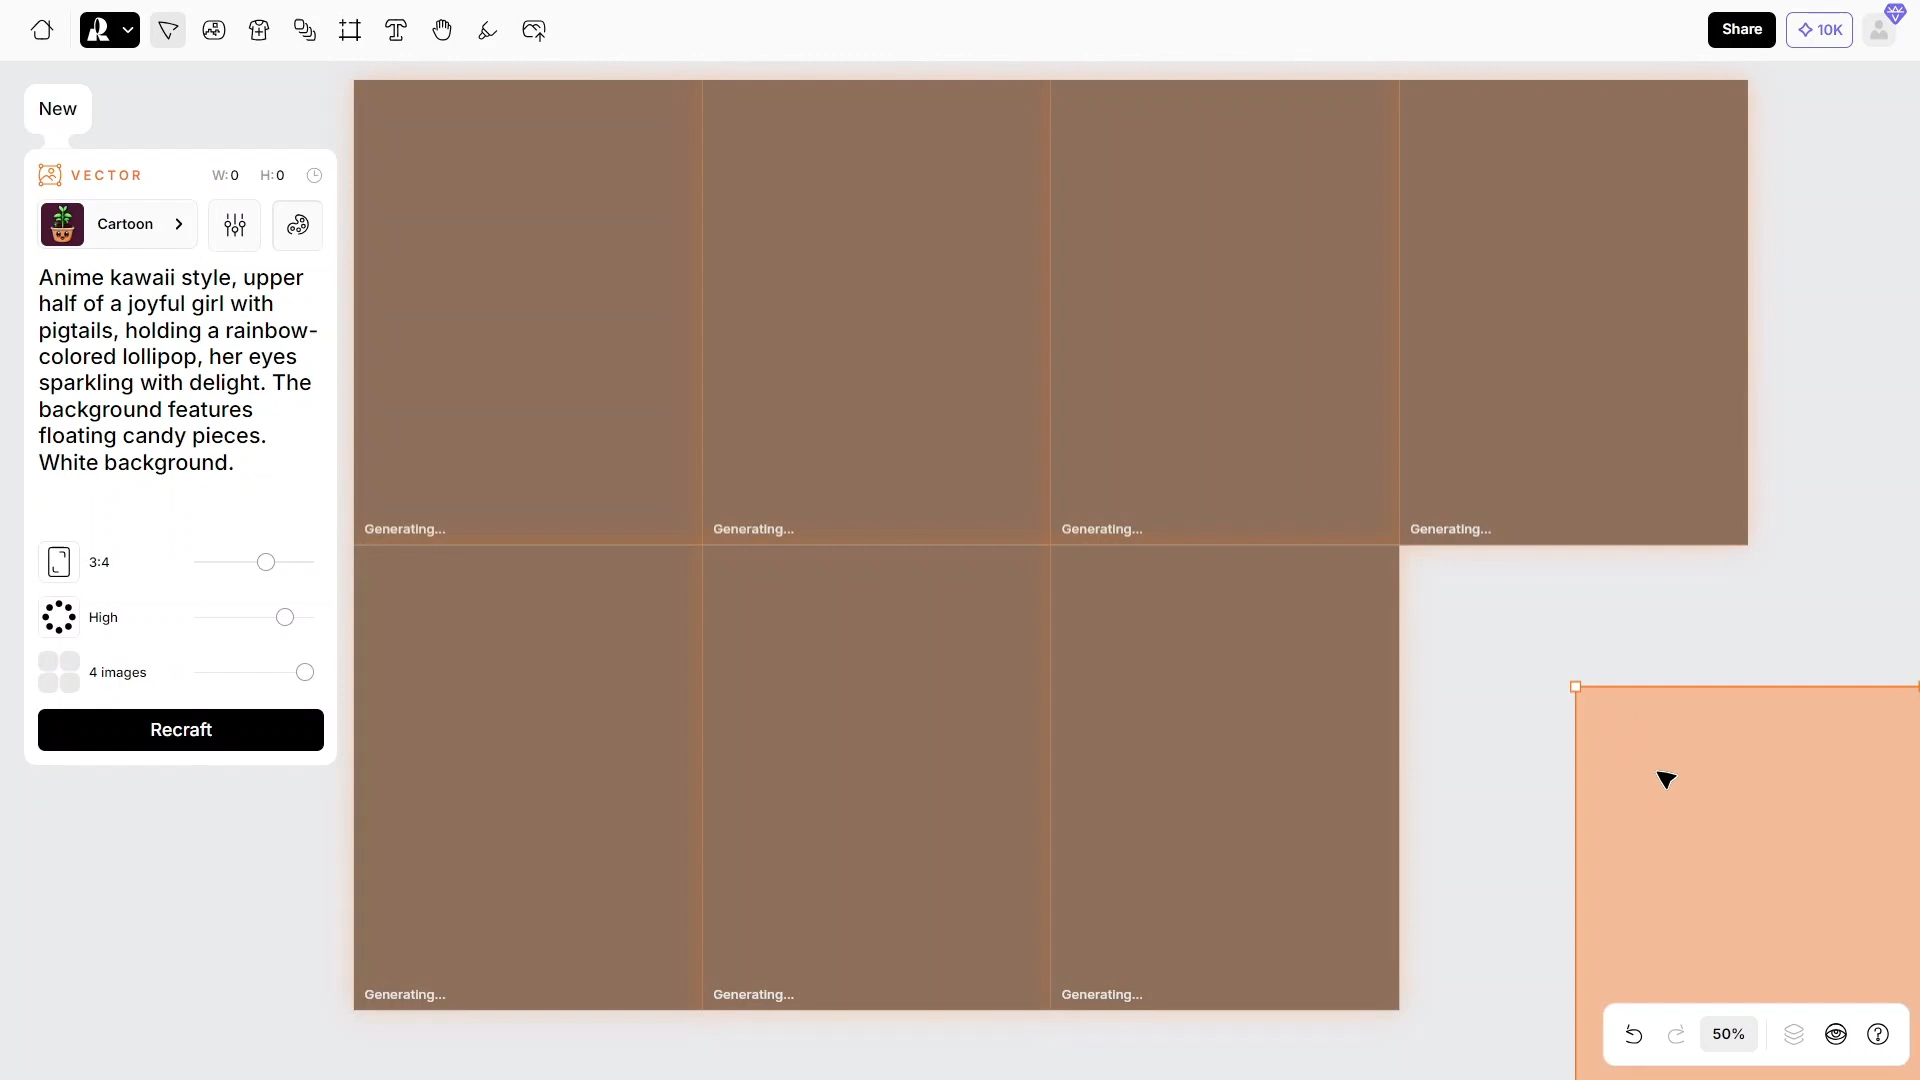 Share
10K
New
VECTOR
W:0 H:0
Cartoon
Anime kawaii style, upper
half of a joyful girl with
pigtails, holding a rainbow-
colored lollipop, her eyes
sparkling with delight. The
background features
floating candy pieces.
White background.
3:4
High
4 images
Recraft
Generating...
Generating...
Generating...
Generating...
Generating...
Generating...
Generating...
50%